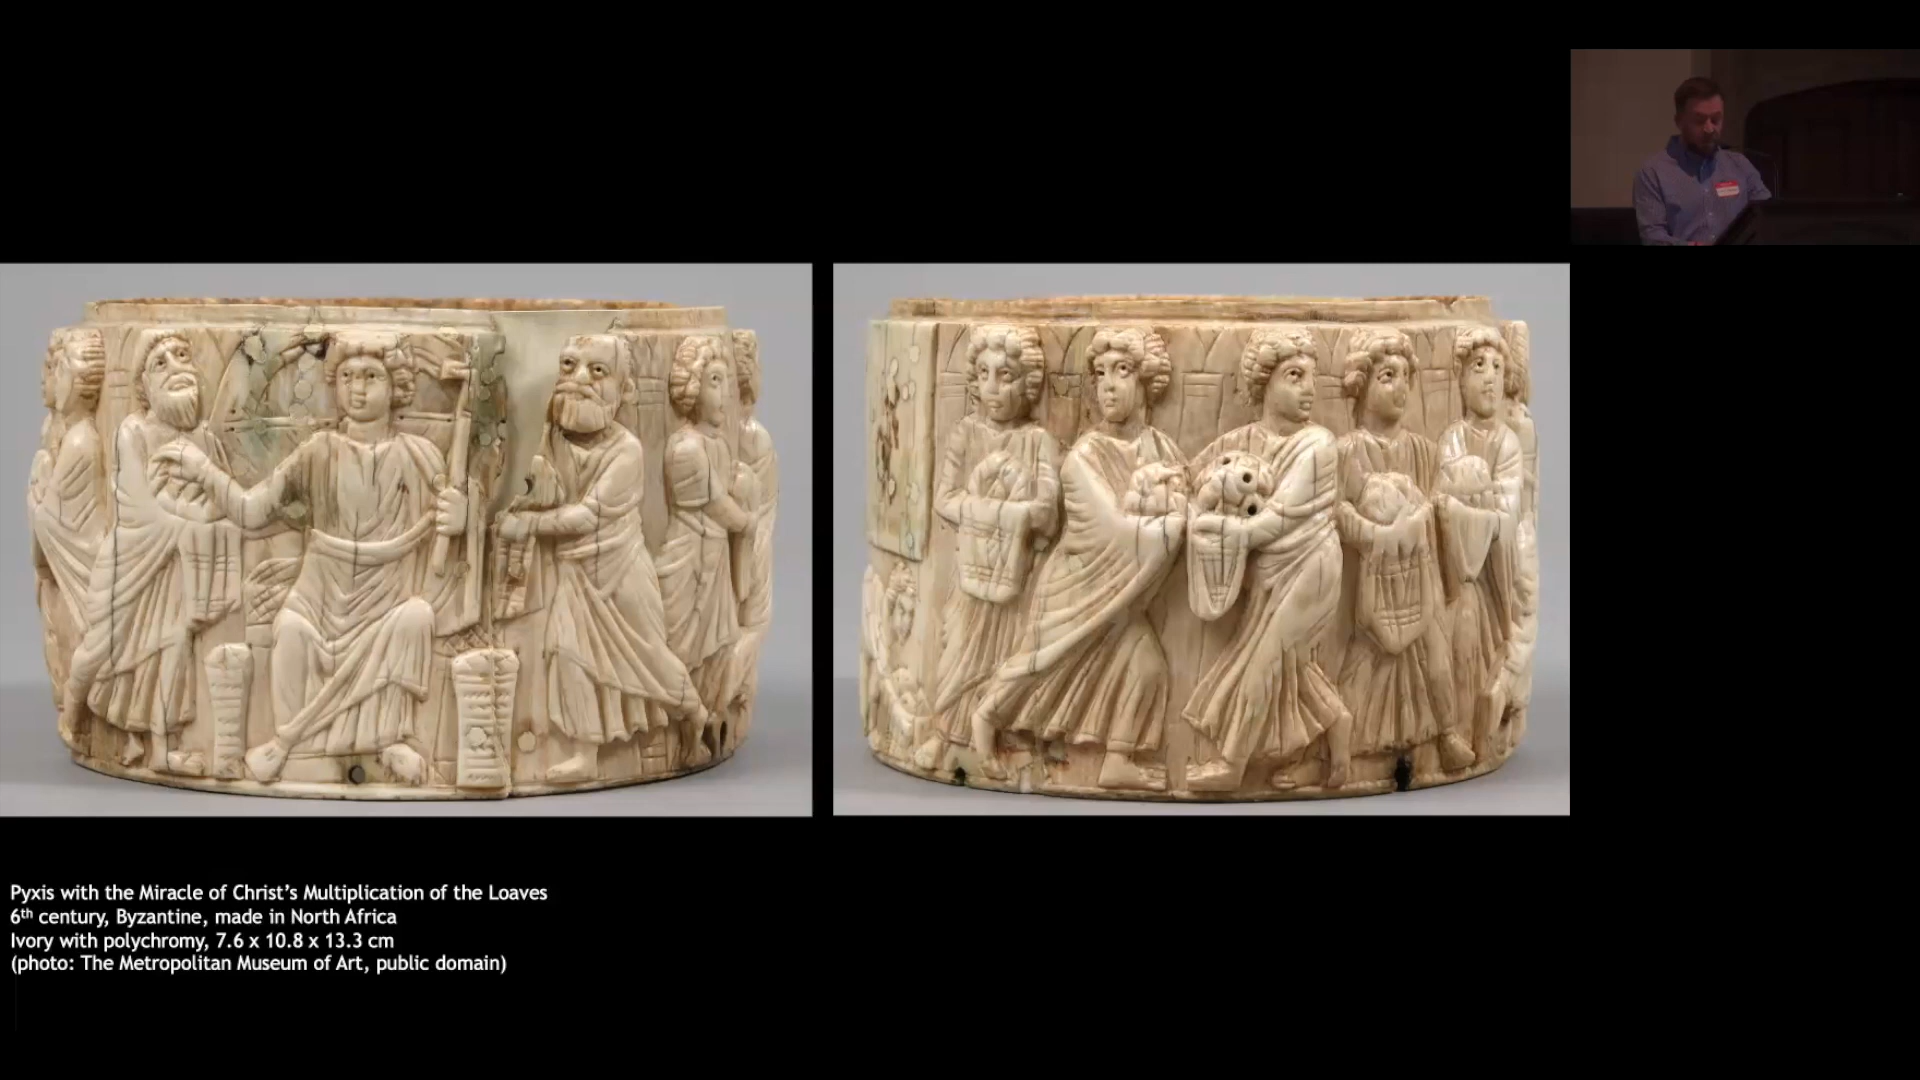 Pyxis with the Miracle of Christ’s Multiplication of the Loaves
6th century, Byzantine, made in North Africa
Ivory with polychromy, 7.6 x 10.8 x 13.3 cm
(photo: The Metropolitan Museum of Art, public domain)